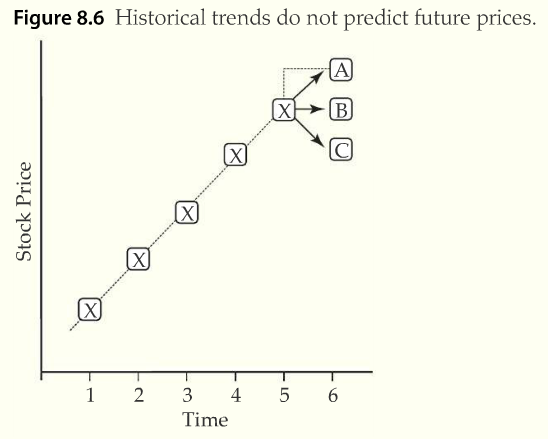 Figure 8.6 Historical trends do not predict future prices.
Stock Price
A
X
B
C
X
X
X
X
1 2 3 4 5 6
Time